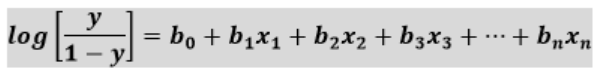 log [y / 1 − y] = b₀ + b₁x₁ + b₂x₂ + b₃x₃ + ⋯ + bₙxₙ